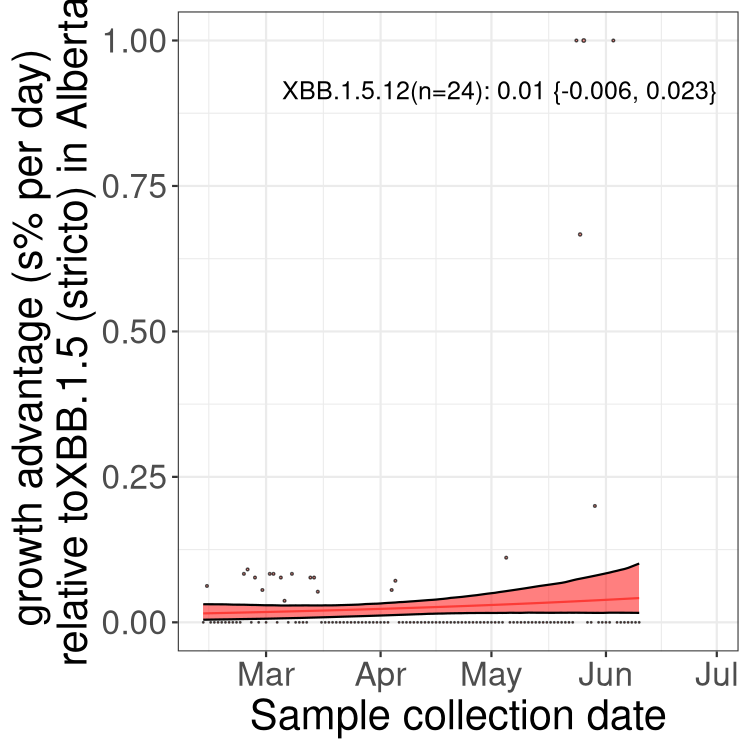 growth advantage (s% per day)
relative toXBB.1.5 (stricto) in Alberta
1.00
0.75
0.50
0.25
0.00
XBB.1.5.12(n=24): 0.01 {-0.006, 0.023}
Mar Apr May Jun Jul
Sample collection date